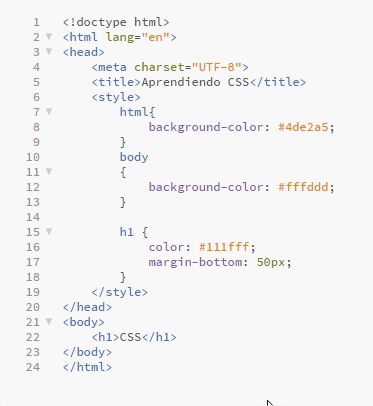 1 <!doctype html>
2 <html lang="en">
3 <head>
4     <meta charset="UTF-8">
5     <title>Aprendiendo CSS</title>
6     <style>
7         html{
8             background-color: #4de2a5;
9         }
10         body
11         {
12             background-color: #fffddd;
13         }
14
15         h1 {
16             color: #111fff;
17             margin-bottom: 50px;
18         }
19     </style>
20 </head>
21 <body>
22     <h1>CSS</h1>
23 </body>
24 </html>